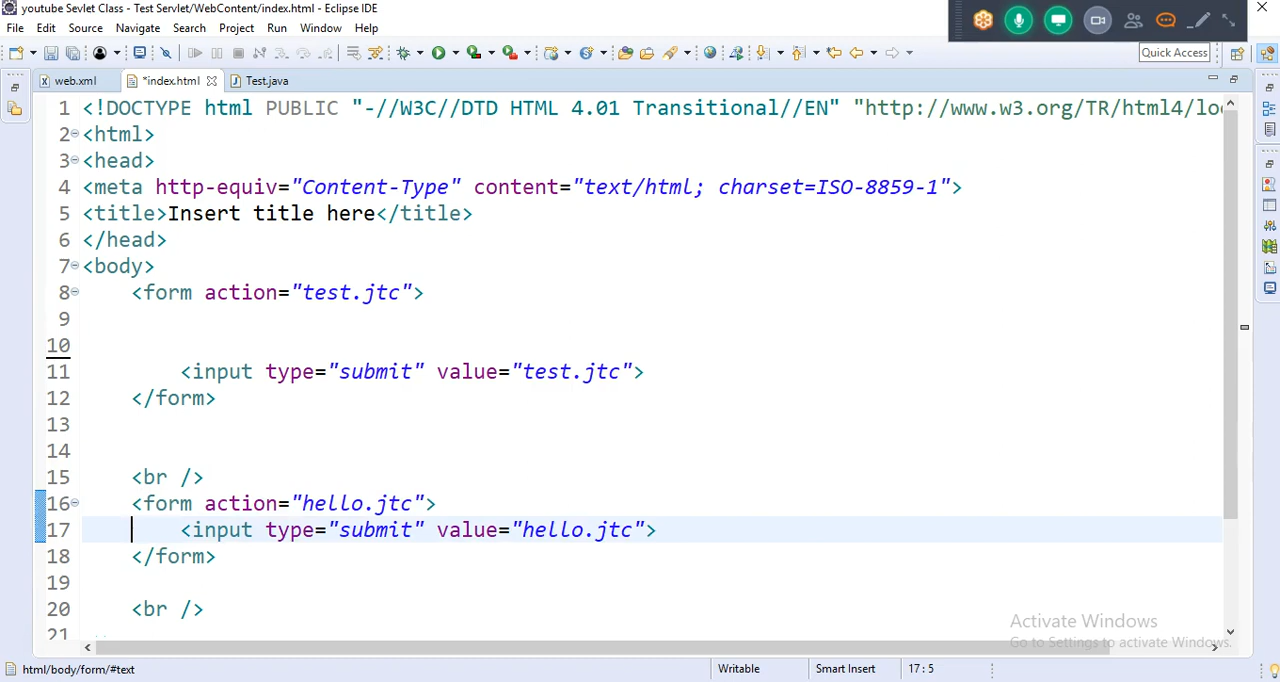 youtube Sevlet Class - Test Servlet/WebContent/index.html - Eclipse IDE
File Edit Source Navigate Search Project Run Window Help
Quick Access
web.xml *index.html Test.java
1 <!DOCTYPE html PUBLIC "-//W3C//DTD HTML 4.01 Transitional//EN" "http://www.w3.org/TR/html4/loo
2 <html>
3 <head>
4 <meta http-equiv="Content-Type" content="text/html; charset=ISO-8859-1">
5 <title>Insert title here</title>
6 </head>
7 <body>
8 <form action="test.jtc">
9
10
11 <input type="submit" value="test.jtc">
12 </form>
13
14
15 <br />
16 <form action="hello.jtc">
17 <input type="submit" value="hello.jtc">
18 </form>
19
20 <br />
21
Activate Windows
Go to Settings to activate Windows.
html/body/form/#text Writable Smart Insert 17 : 5